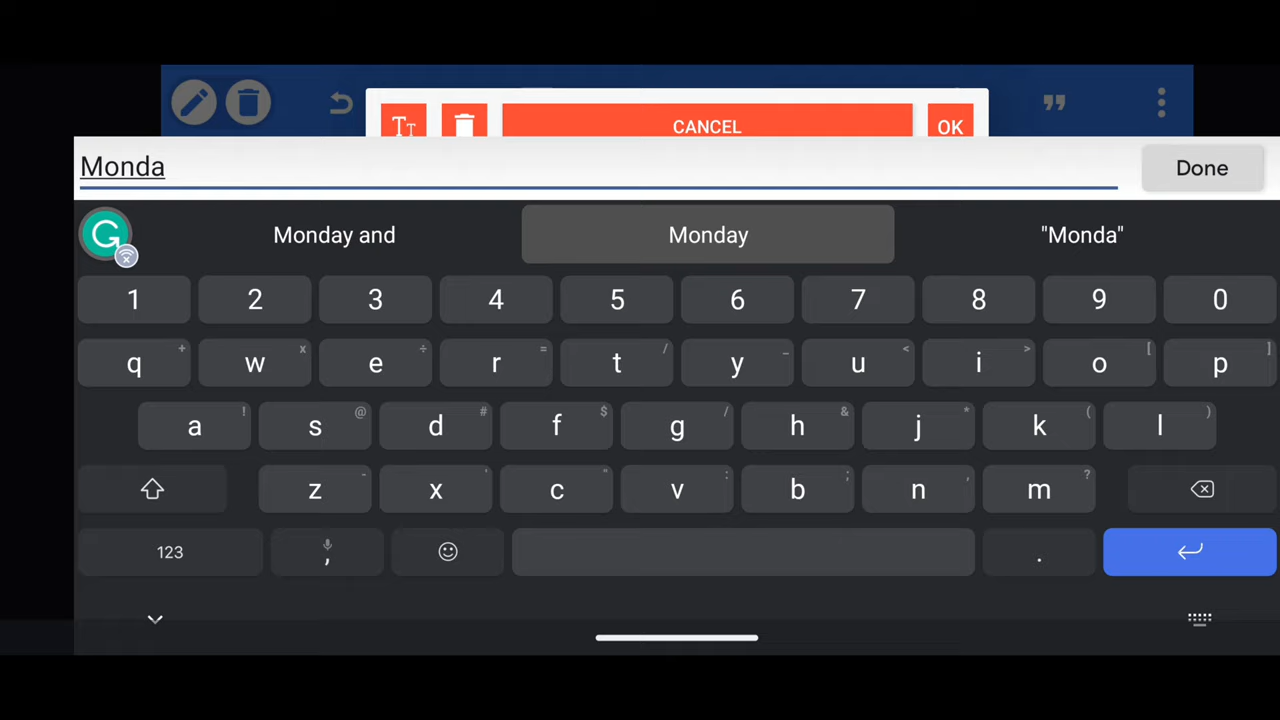 Tт
CANCEL
OK
Monda
Done
Monday and
Monday
"Monda"
1 2 3 4 5 6 7 8 9 0
q + w x e ÷ r = t / y _ u < i > o [ p ]
a ! s @ d # f $ g / h & j * k ( l )
z - x ' c " v : b ; n , m ?
123 , .